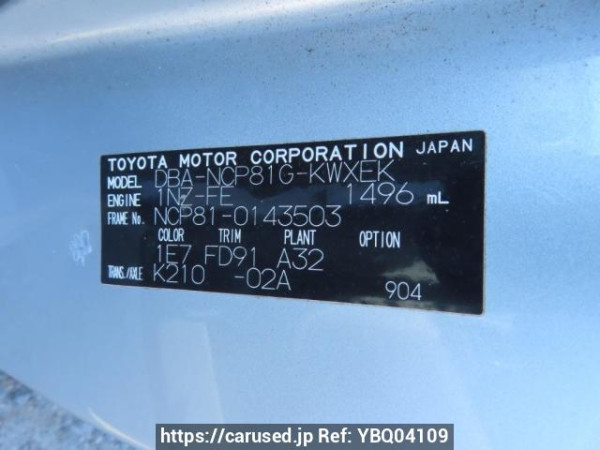 TOYOTA MOTOR CORPORATION JAPAN
MODEL DBA-NCP81G-KWXEK
ENGINE 1NZ-FE 1496 mL
FRAME No. NCP81-0143503
COLOR TRIM PLANT OPTION
1E7 FD91 A32
TRANS./AXLE K210 -02A
904
https://carused.jp Ref: YBQ04109